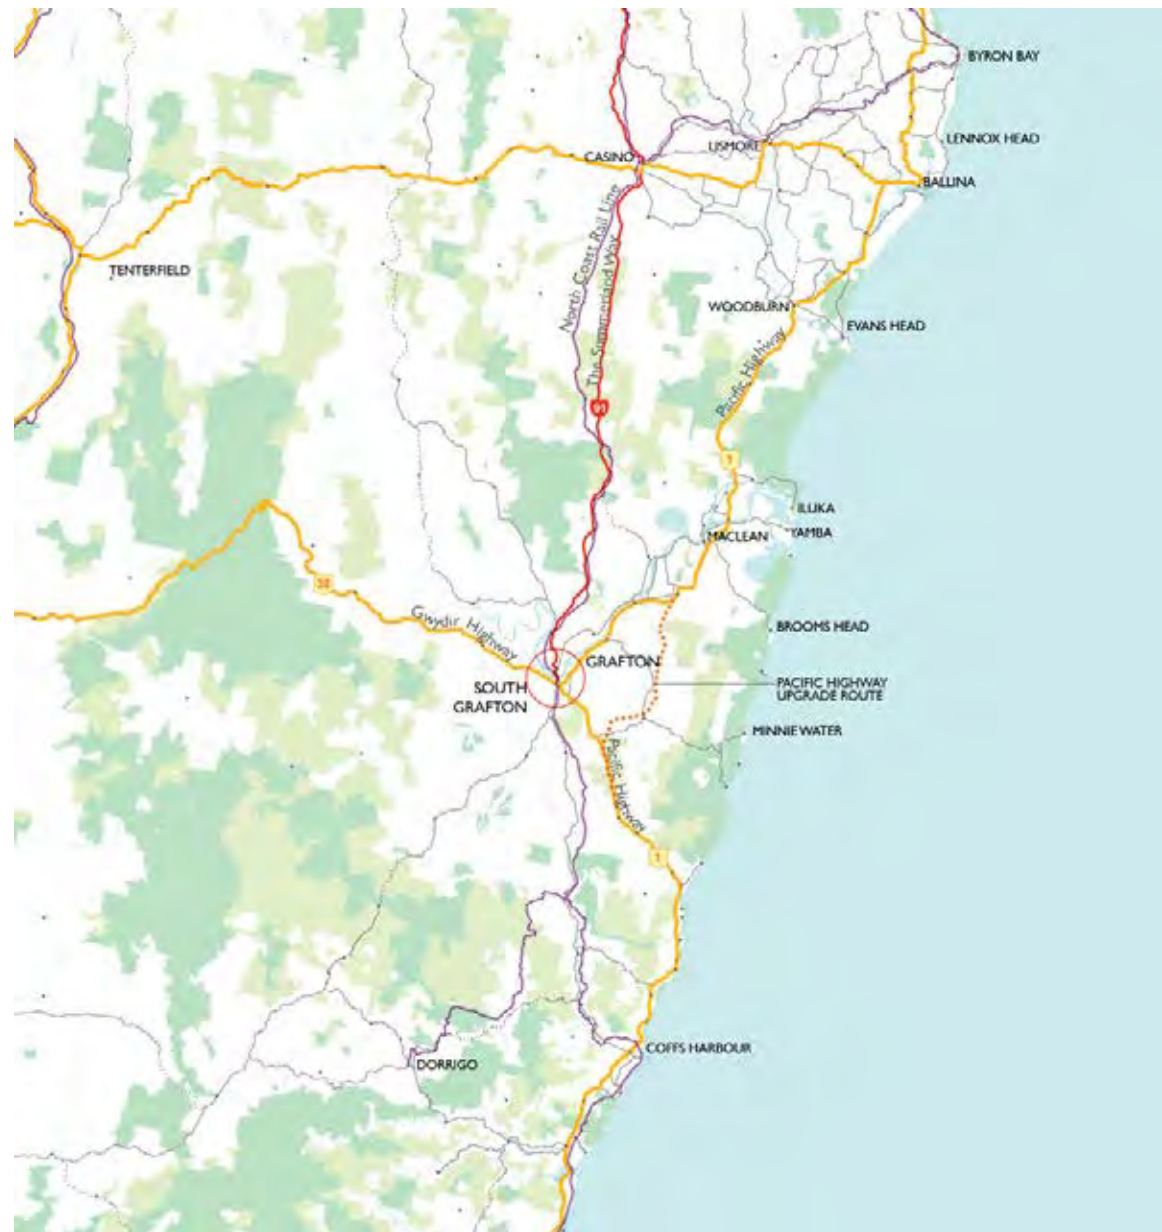 BYRON BAY
LENNOX HEAD
LISMORE
CASINO
BALLINA
TENTERFIELD
North Coast Rail Line
The Summerland Way
WOODBURN
EVANS HEAD
Pacific Highway
91
1
ILUKA
YAMBA
MACLEAN
38
Gwydir Highway
BROOMS HEAD
GRAFTON
SOUTH
GRAFTON
PACIFIC HIGHWAY
UPGRADE ROUTE
MINNIE WATER
Pacific Highway
1
COFFS HARBOUR
DORRIGO